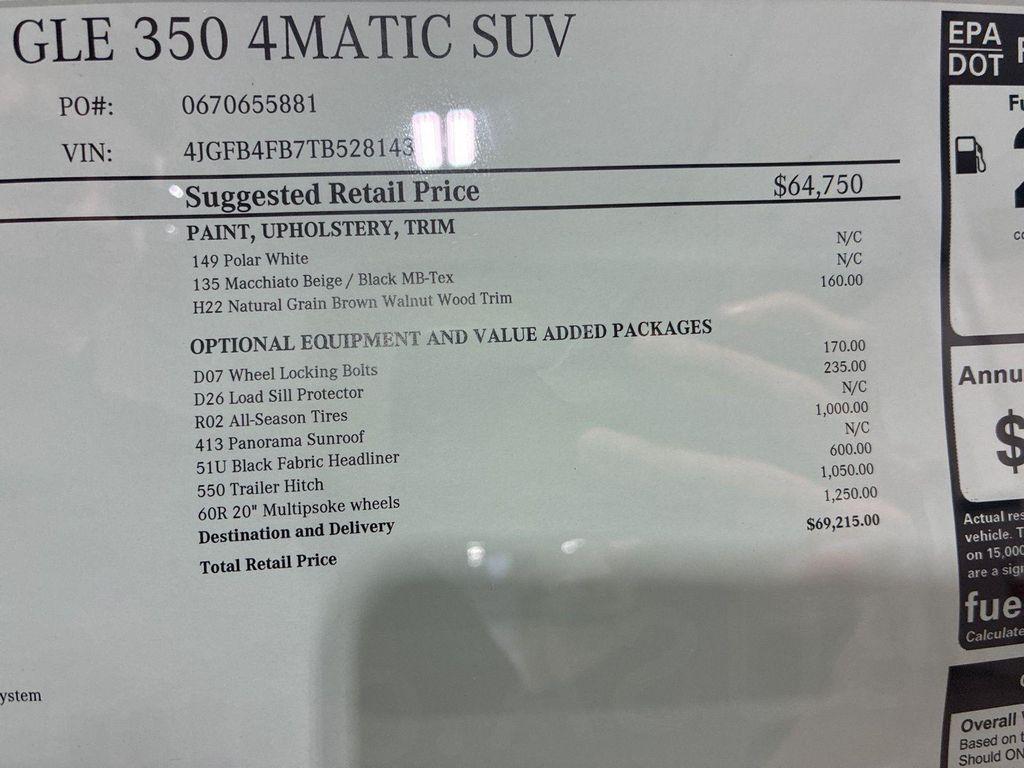 GLE 350 4MATIC SUV
PO#: 0670655881
VIN: 4JGFB4FB7TB528143
Suggested Retail Price $64,750
PAINT, UPHOLSTERY, TRIM
149 Polar White N/C
135 Macchiato Beige / Black MB-Tex N/C
H22 Natural Grain Brown Walnut Wood Trim 160.00
OPTIONAL EQUIPMENT AND VALUE ADDED PACKAGES
D07 Wheel Locking Bolts 170.00
D26 Load Sill Protector 235.00
R02 All-Season Tires N/C
413 Panorama Sunroof 1,000.00
51U Black Fabric Headliner N/C
550 Trailer Hitch 600.00
60R 20" Multipsoke wheels 1,050.00
Destination and Delivery 1,250.00
Total Retail Price $69,215.00
ystem
EPA
DOT
Fu
Annu
$
Actual res
vehicle. T
on 15,000
are a sign
fue
Calculate
Overall
Based on t
Should ON